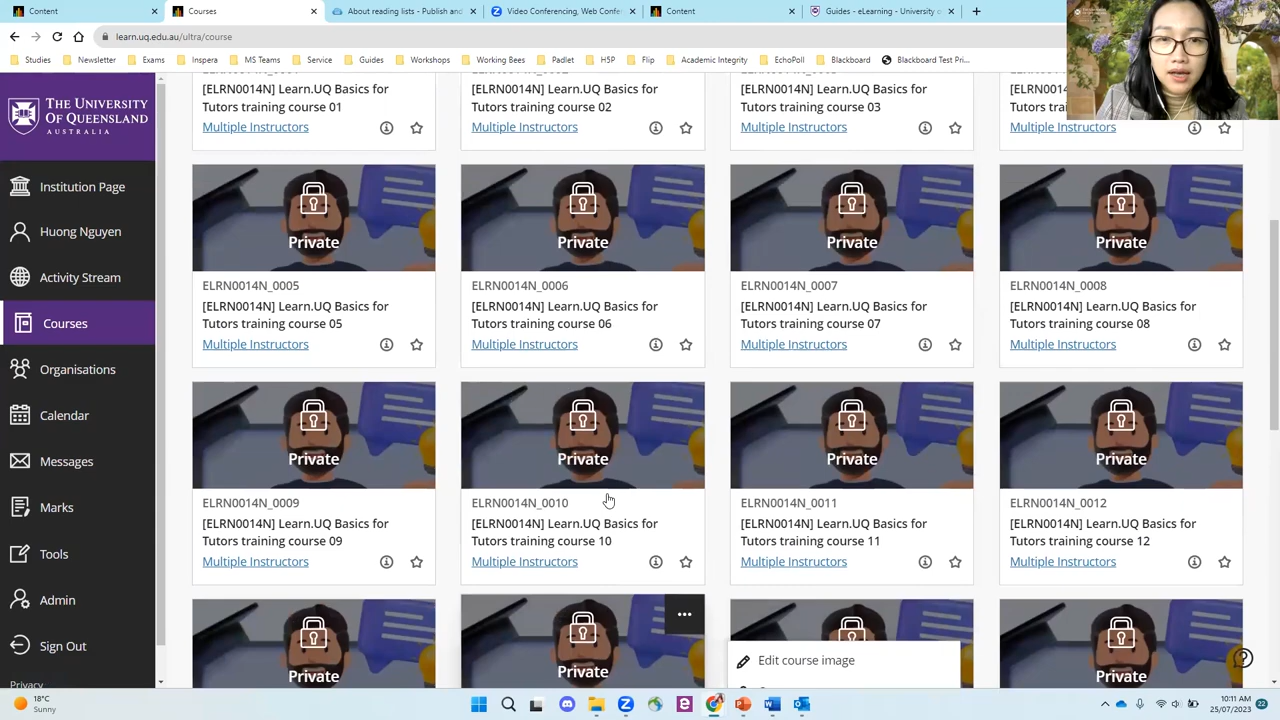 Content
Courses
About reading lists - Publish and
Video Conferencing, Web Confer
Content
Guides - eLearning - University o
learn.uq.edu.au/ultra/course
Studies
Newsletter
Exams
Inspera
MS Teams
Service
Guides
Workshops
Working Bees
Padlet
H5P
Flip
Academic Integrity
EchoPoll
Blackboard
Blackboard Test Pri...
THE UNIVERSITY
OF QUEENSLAND
AUSTRALIA
Institution Page
Huong Nguyen
Activity Stream
Courses
Organisations
Calendar
Messages
Marks
Tools
Admin
Sign Out
Privacy
[ELRN0014N] Learn.UQ Basics for
Tutors training course 01
Multiple Instructors
[ELRN0014N] Learn.UQ Basics for
Tutors training course 02
Multiple Instructors
[ELRN0014N] Learn.UQ Basics for
Tutors training course 03
Multiple Instructors
[ELRN
Tutors t
Multiple Instructors
Private
ELRN0014N_0005
[ELRN0014N] Learn.UQ Basics for
Tutors training course 05
Multiple Instructors
Private
ELRN0014N_0006
[ELRN0014N] Learn.UQ Basics for
Tutors training course 06
Multiple Instructors
Private
ELRN0014N_0007
[ELRN0014N] Learn.UQ Basics for
Tutors training course 07
Multiple Instructors
Private
ELRN0014N_0008
[ELRN0014N] Learn.UQ Basics for
Tutors training course 08
Multiple Instructors
Private
ELRN0014N_0009
[ELRN0014N] Learn.UQ Basics for
Tutors training course 09
Multiple Instructors
Private
ELRN0014N_0010
[ELRN0014N] Learn.UQ Basics for
Tutors training course 10
Multiple Instructors
Private
ELRN0014N_0011
[ELRN0014N] Learn.UQ Basics for
Tutors training course 11
Multiple Instructors
Private
ELRN0014N_0012
[ELRN0014N] Learn.UQ Basics for
Tutors training course 12
Multiple Instructors
Private
Private
Edit course image
Private
18°C
Sunny
10:11 AM
25/07/2023
22